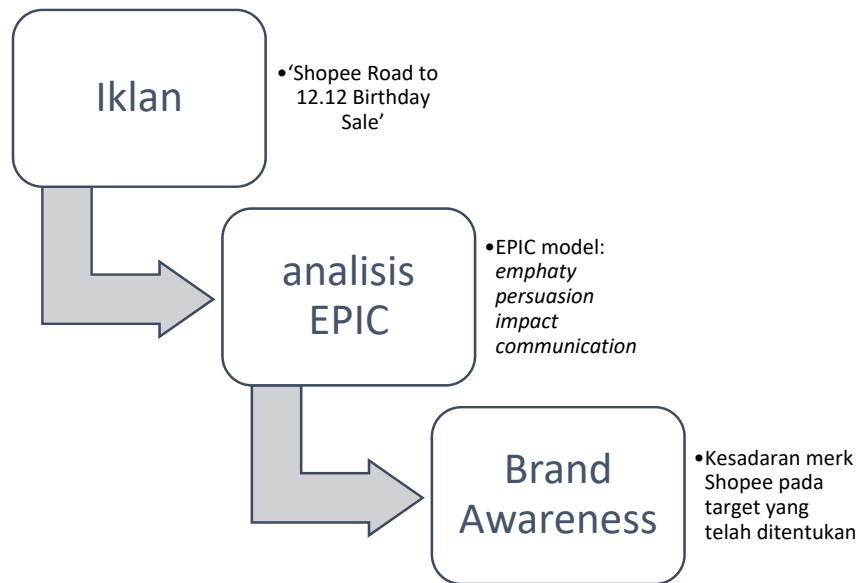 Iklan
•‘Shopee Road to
12.12 Birthday
Sale’
analisis
EPIC
•EPIC model:
emphaty
persuasion
impact
communication
Brand
Awareness
•Kesadaran merk
Shopee pada
target yang
telah ditentukan